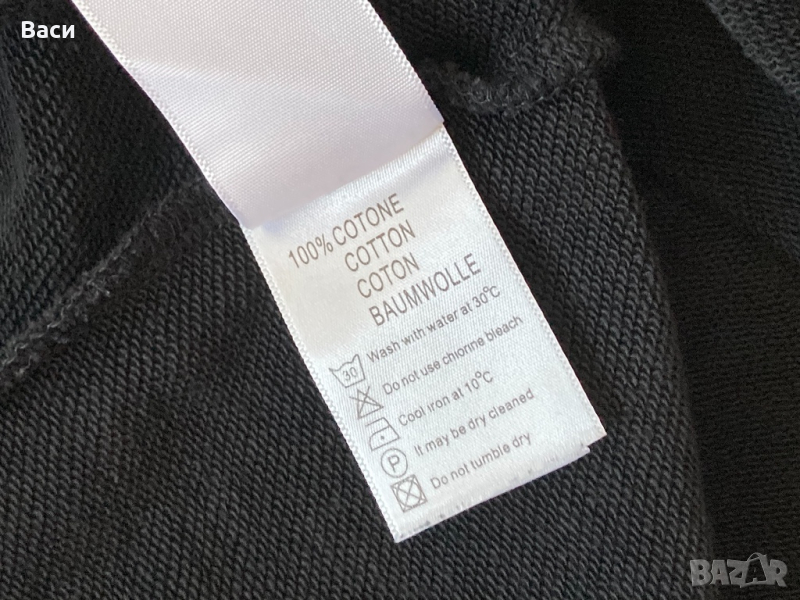 Васи
100% COTONE
COTTON
COTON
BAUMWOLLE
30 Wash with water at 30°C
Do not use chlorine bleach
Cool iron at 10°C
P It may be dry cleaned
Do not tumble dry
BAZAR